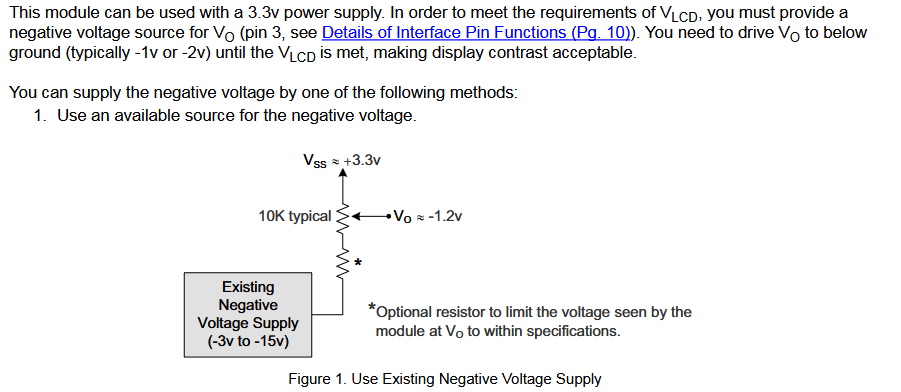 This module can be used with a 3.3v power supply. In order to meet the requirements of VLCD, you must provide a
negative voltage source for VO (pin 3, see Details of Interface Pin Functions (Pg. 10)). You need to drive VO to below
ground (typically -1v or -2v) until the VLCD is met, making display contrast acceptable.
You can supply the negative voltage by one of the following methods:
1. Use an available source for the negative voltage.
VSS ≈ +3.3v
10K typical
VO ≈ -1.2v
*
Existing
Negative
Voltage Supply
(-3v to -15v)
*Optional resistor to limit the voltage seen by the
module at VO to within specifications.
Figure 1. Use Existing Negative Voltage Supply